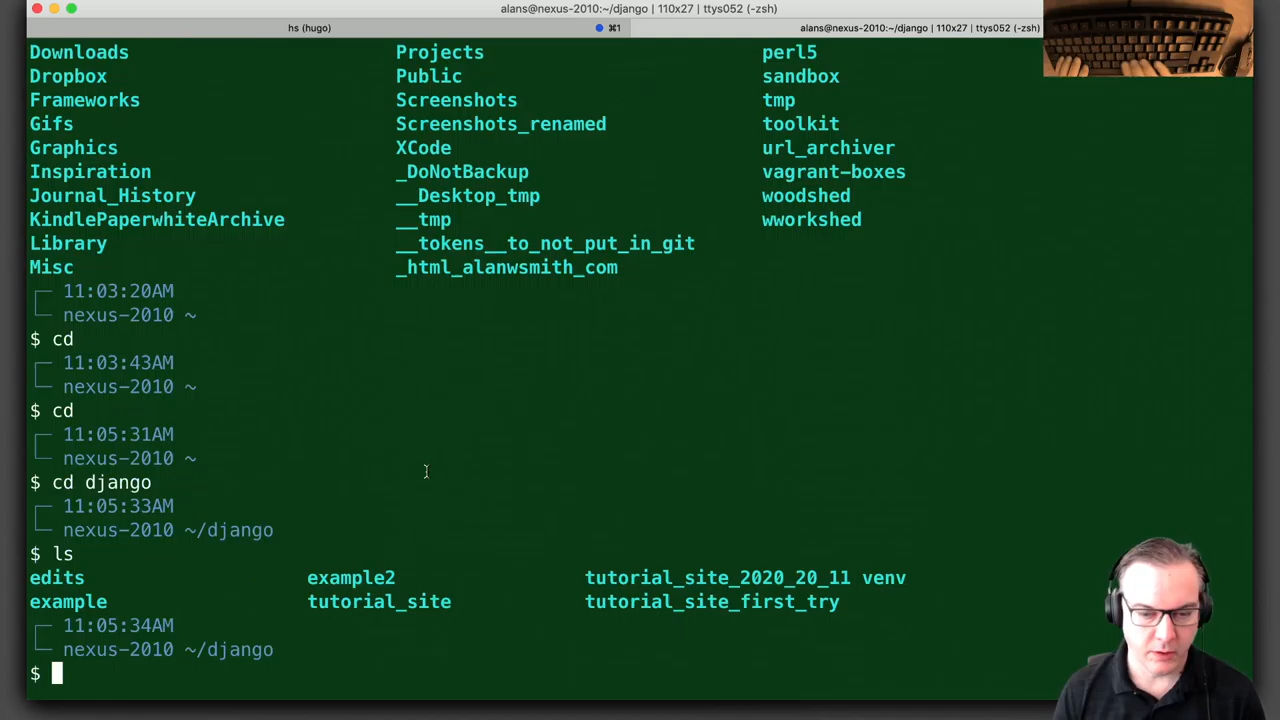 alans@nexus-2010:~/django | 110x27 | ttys052 (-zsh)
hs (hugo) ⌘1 alans@nexus-2010:~/django | 110x27 | ttys052 (-zsh)
Downloads Projects perl5
Dropbox Public sandbox
Frameworks Screenshots tmp
Gifs Screenshots_renamed toolkit
Graphics XCode url_archiver
Inspiration _DoNotBackup vagrant-boxes
Journal_History __Desktop_tmp woodshed
KindlePaperwhiteArchive __tmp wworkshed
Library __tokens__to_not_put_in_git
Misc _html_alanwsmith_com
11:03:20AM
nexus-2010 ~
$ cd
11:03:43AM
nexus-2010 ~
$ cd
11:05:31AM
nexus-2010 ~
$ cd django
11:05:33AM
nexus-2010 ~/django
$ ls
edits example2 tutorial_site_2020_20_11 venv
example tutorial_site tutorial_site_first_try
11:05:34AM
nexus-2010 ~/django
$